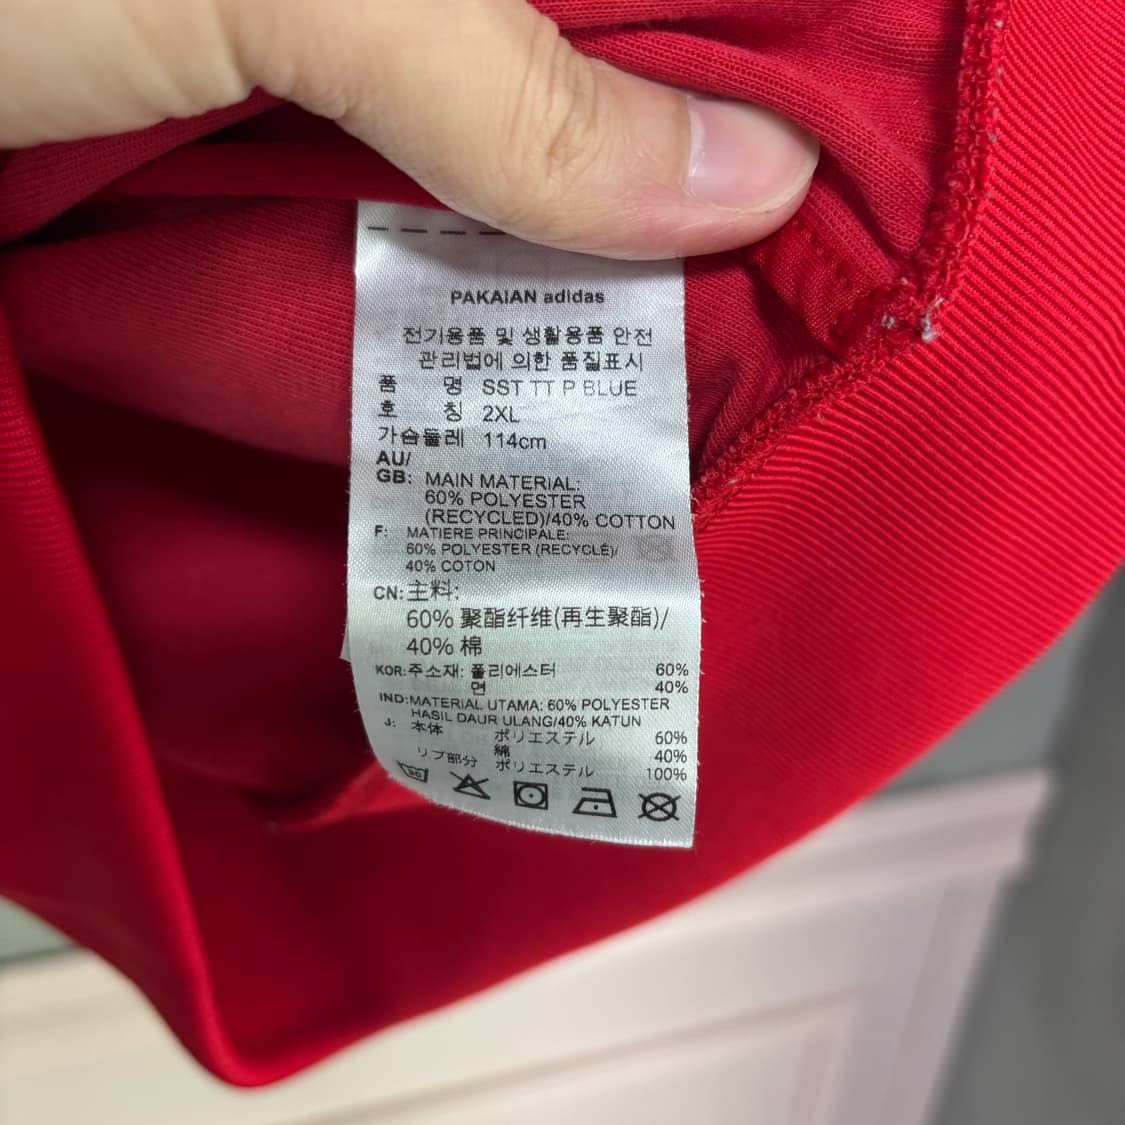 PAKAIAN adidas
전기용품 및 생활용품 안전
관리법에 의한 품질표시
품 명 SST TT P BLUE
호 칭 2XL
가슴둘레 114cm
AU/
GB: MAIN MATERIAL:
60% POLYESTER
(RECYCLED)/40% COTTON
F: MATIERE PRINCIPALE:
60% POLYESTER (RECYCLÉ)/
40% COTON
CN: 主料:
60% 聚酯纤维(再生聚酯)/
40% 棉
KOR: 주소재: 폴리에스터 60%
면 40%
IND: MATERIAL UTAMA: 60% POLYESTER
HASIL DAUR ULANG/40% KATUN
J: 本体 ポリエステル 60%
綿 40%
リブ部分 ポリエステル 100%
30